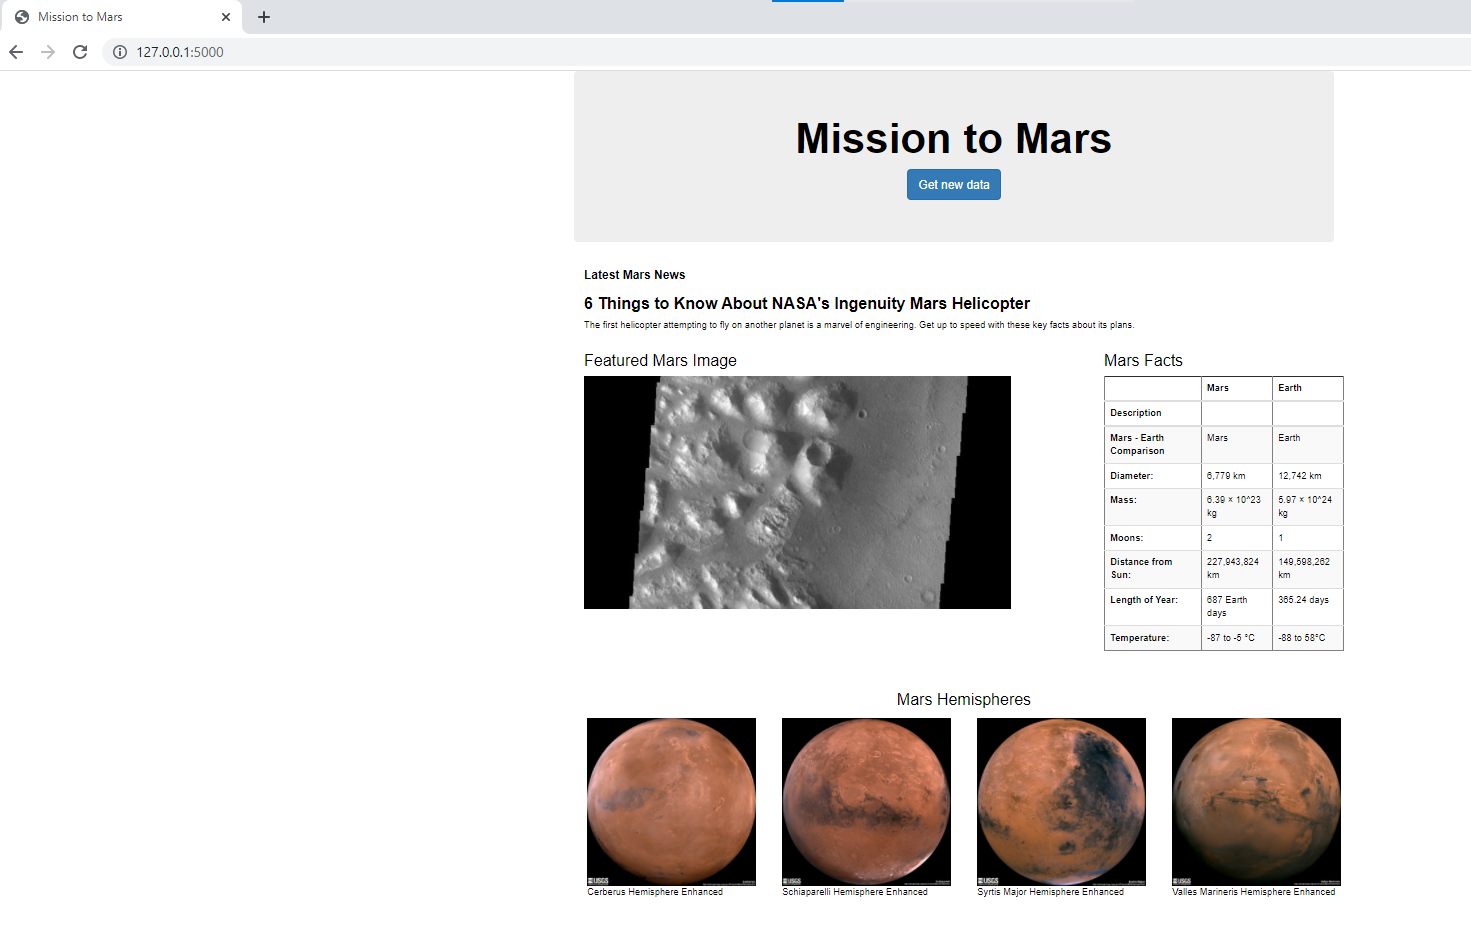 Mission to Mars
127.0.0.1:5000
Mission to Mars
Get new data
Latest Mars News
6 Things to Know About NASA's Ingenuity Mars Helicopter
The first helicopter attempting to fly on another planet is a marvel of engineering. Get up to speed with these key facts about its plans.
Featured Mars Image
Mars Facts
Mars Earth
Description
Mars - Earth
Comparison
Mars Earth
Diameter: 6,779 km 12,742 km
Mass: 6.39 × 10^23
kg
5.97 × 10^24
kg
Moons: 2 1
Distance from
Sun:
227,943,824
km
149,598,262
km
Length of Year: 687 Earth
days
365.24 days
Temperature: -87 to -5 °C -88 to 58°C
Mars Hemispheres
USGS
USGS
USGS
USGS
Cerberus Hemisphere Enhanced
Schiaparelli Hemisphere Enhanced
Syrtis Major Hemisphere Enhanced
Valles Marineris Hemisphere Enhanced